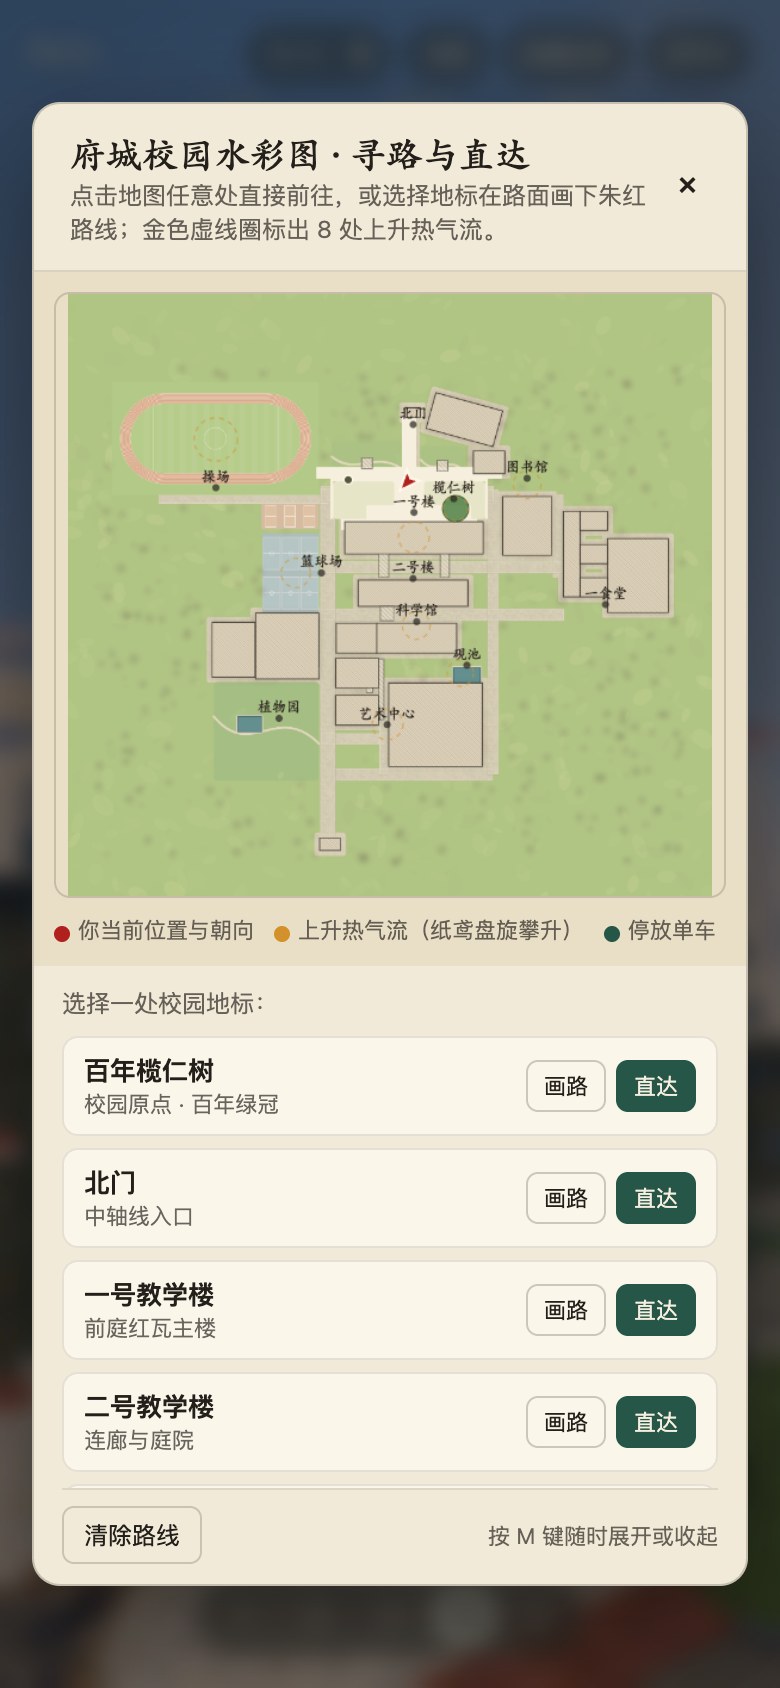 府城校园水彩图 · 寻路与直达
点击地图任意处直接前往，或选择地标在路面画下朱红
路线；金色虚线圈标出 8 处上升热气流。
×
北门
图书馆
操场
榄仁树
一号楼
篮球场
二号楼
一食堂
科学馆
砚池
植物园
艺术中心
你当前位置与朝向
上升热气流（纸鸢盘旋攀升）
停放单车
选择一处校园地标：
百年榄仁树
校园原点 · 百年绿冠
画路
直达
北门
中轴线入口
画路
直达
一号教学楼
前庭红瓦主楼
画路
直达
二号教学楼
连廊与庭院
画路
直达
清除路线
按 M 键随时展开或收起